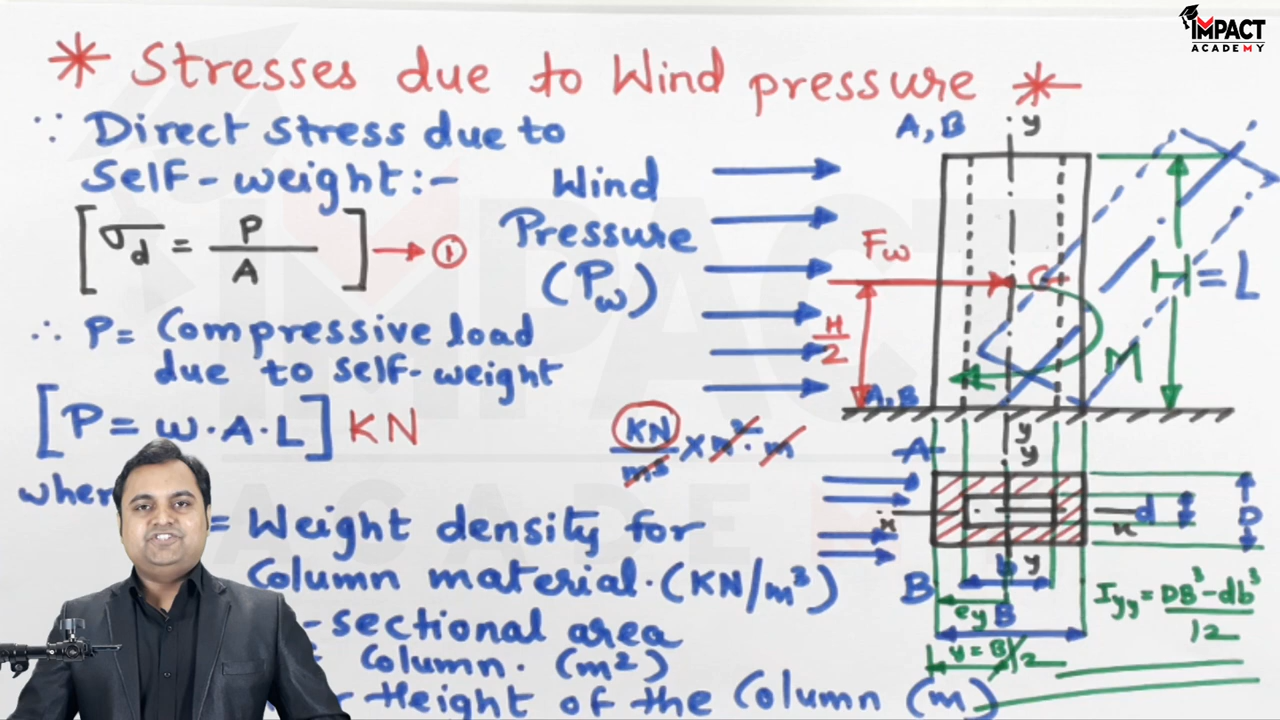 IMPACT
ACADEMY
* Stresses due to Wind pressure *
∵ Direct stress due to
Self-weight:-
[σd = P/A] → ①
∴ P = Compressive load
due to self-weight
[P = w·A·L] KN
where
= Weight density for
column material. (KN/m³)
-sectional area
column. (m²)
Height of the column (m)
Wind
Pressure
(Pw)
KN/m³ × m² · m
A, B
y
Fw
G
H/2
H = L
M
A, B
y
y
A
x
x
d
D
b
y
B
ey
B
y = B/2
Iyy = DB³-db³/12